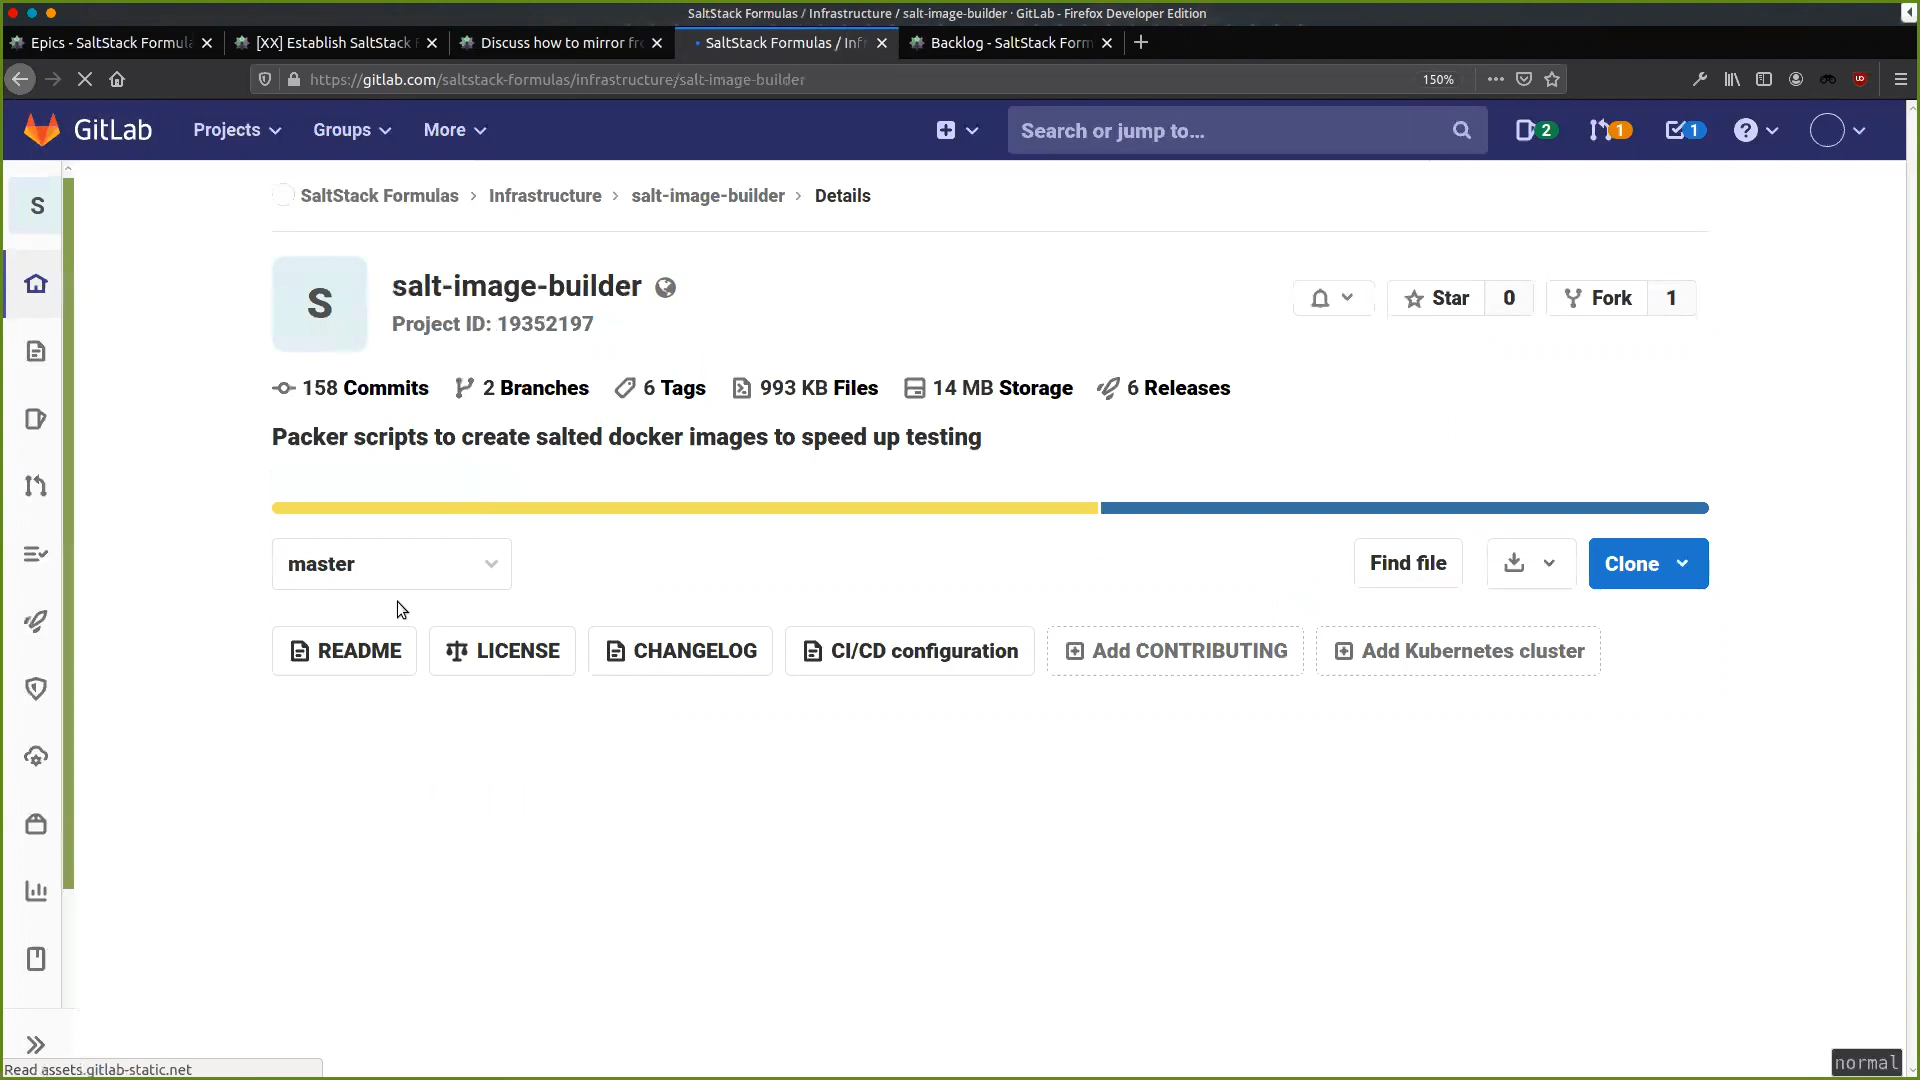 SaltStack Formulas / Infrastructure / salt-image-builder · GitLab - Firefox Developer Edition
Epics - SaltStack Formula
[XX] Establish SaltStack F
Discuss how to mirror fr
SaltStack Formulas / Infr
Backlog - SaltStack Form
https://gitlab.com/saltstack-formulas/infrastructure/salt-image-builder
150%
GitLab
Projects
Groups
More
Search or jump to...
2
1
1
S
SaltStack Formulas
Infrastructure
salt-image-builder
Details
S
salt-image-builder
Project ID: 19352197
Star
0
Fork
1
158 Commits
2 Branches
6 Tags
993 KB Files
14 MB Storage
6 Releases
Packer scripts to create salted docker images to speed up testing
master
Find file
Clone
README
LICENSE
CHANGELOG
CI/CD configuration
Add CONTRIBUTING
Add Kubernetes cluster
Read assets.gitlab-static.net
normal